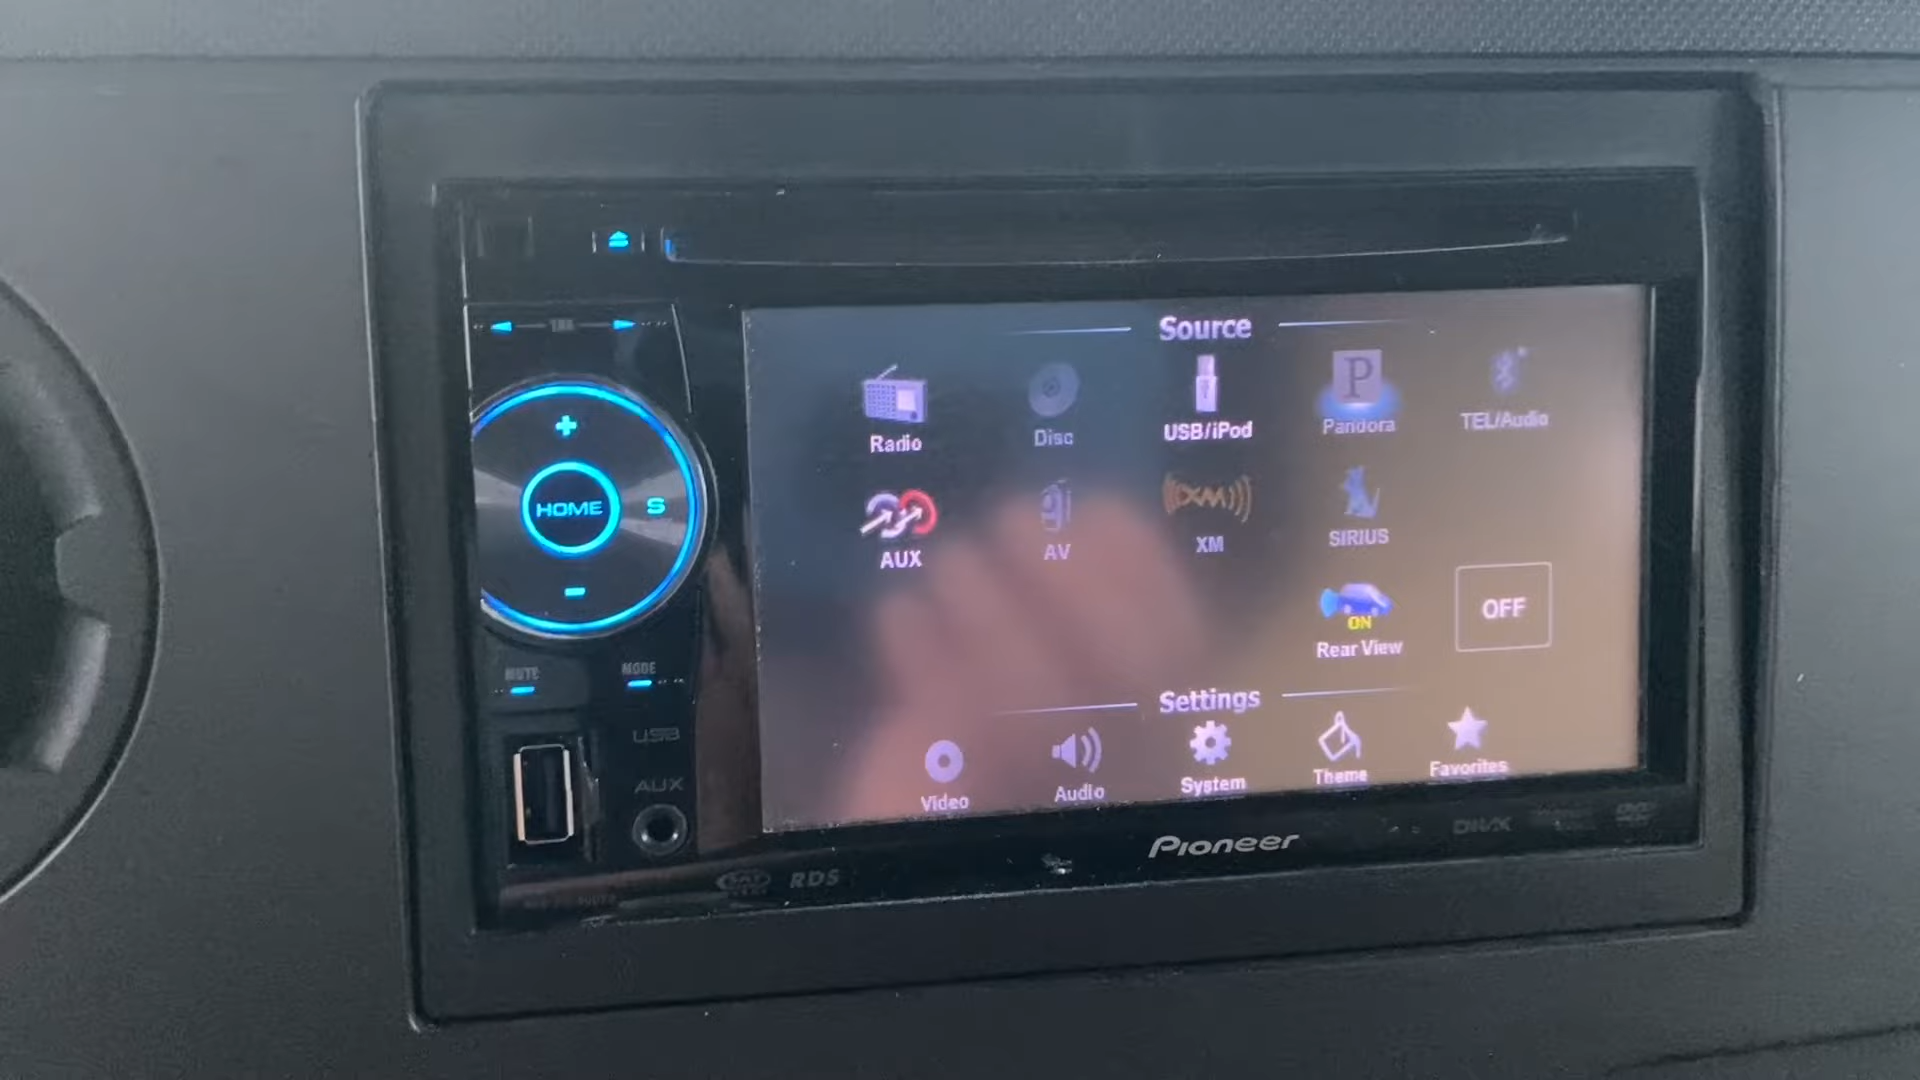 Source
Radio
Disc
USB/iPod
P
Pandora
TEL/Audio
AUX
AV
XM
XM
SIRIUS
ON
Rear View
OFF
Settings
Video
Audio
System
Theme
Favorites
+
HOME
S
-
MUTE
MODE
USB
AUX
RDS
Pioneer